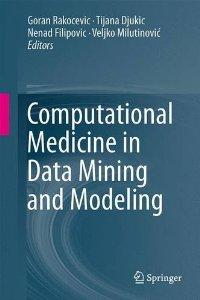 Goran Rakocevic · Tijana Djukic
Nenad Filipovic · Veljko Milutinović
Editors
Computational
Medicine in
Data Mining
and Modeling
Springer